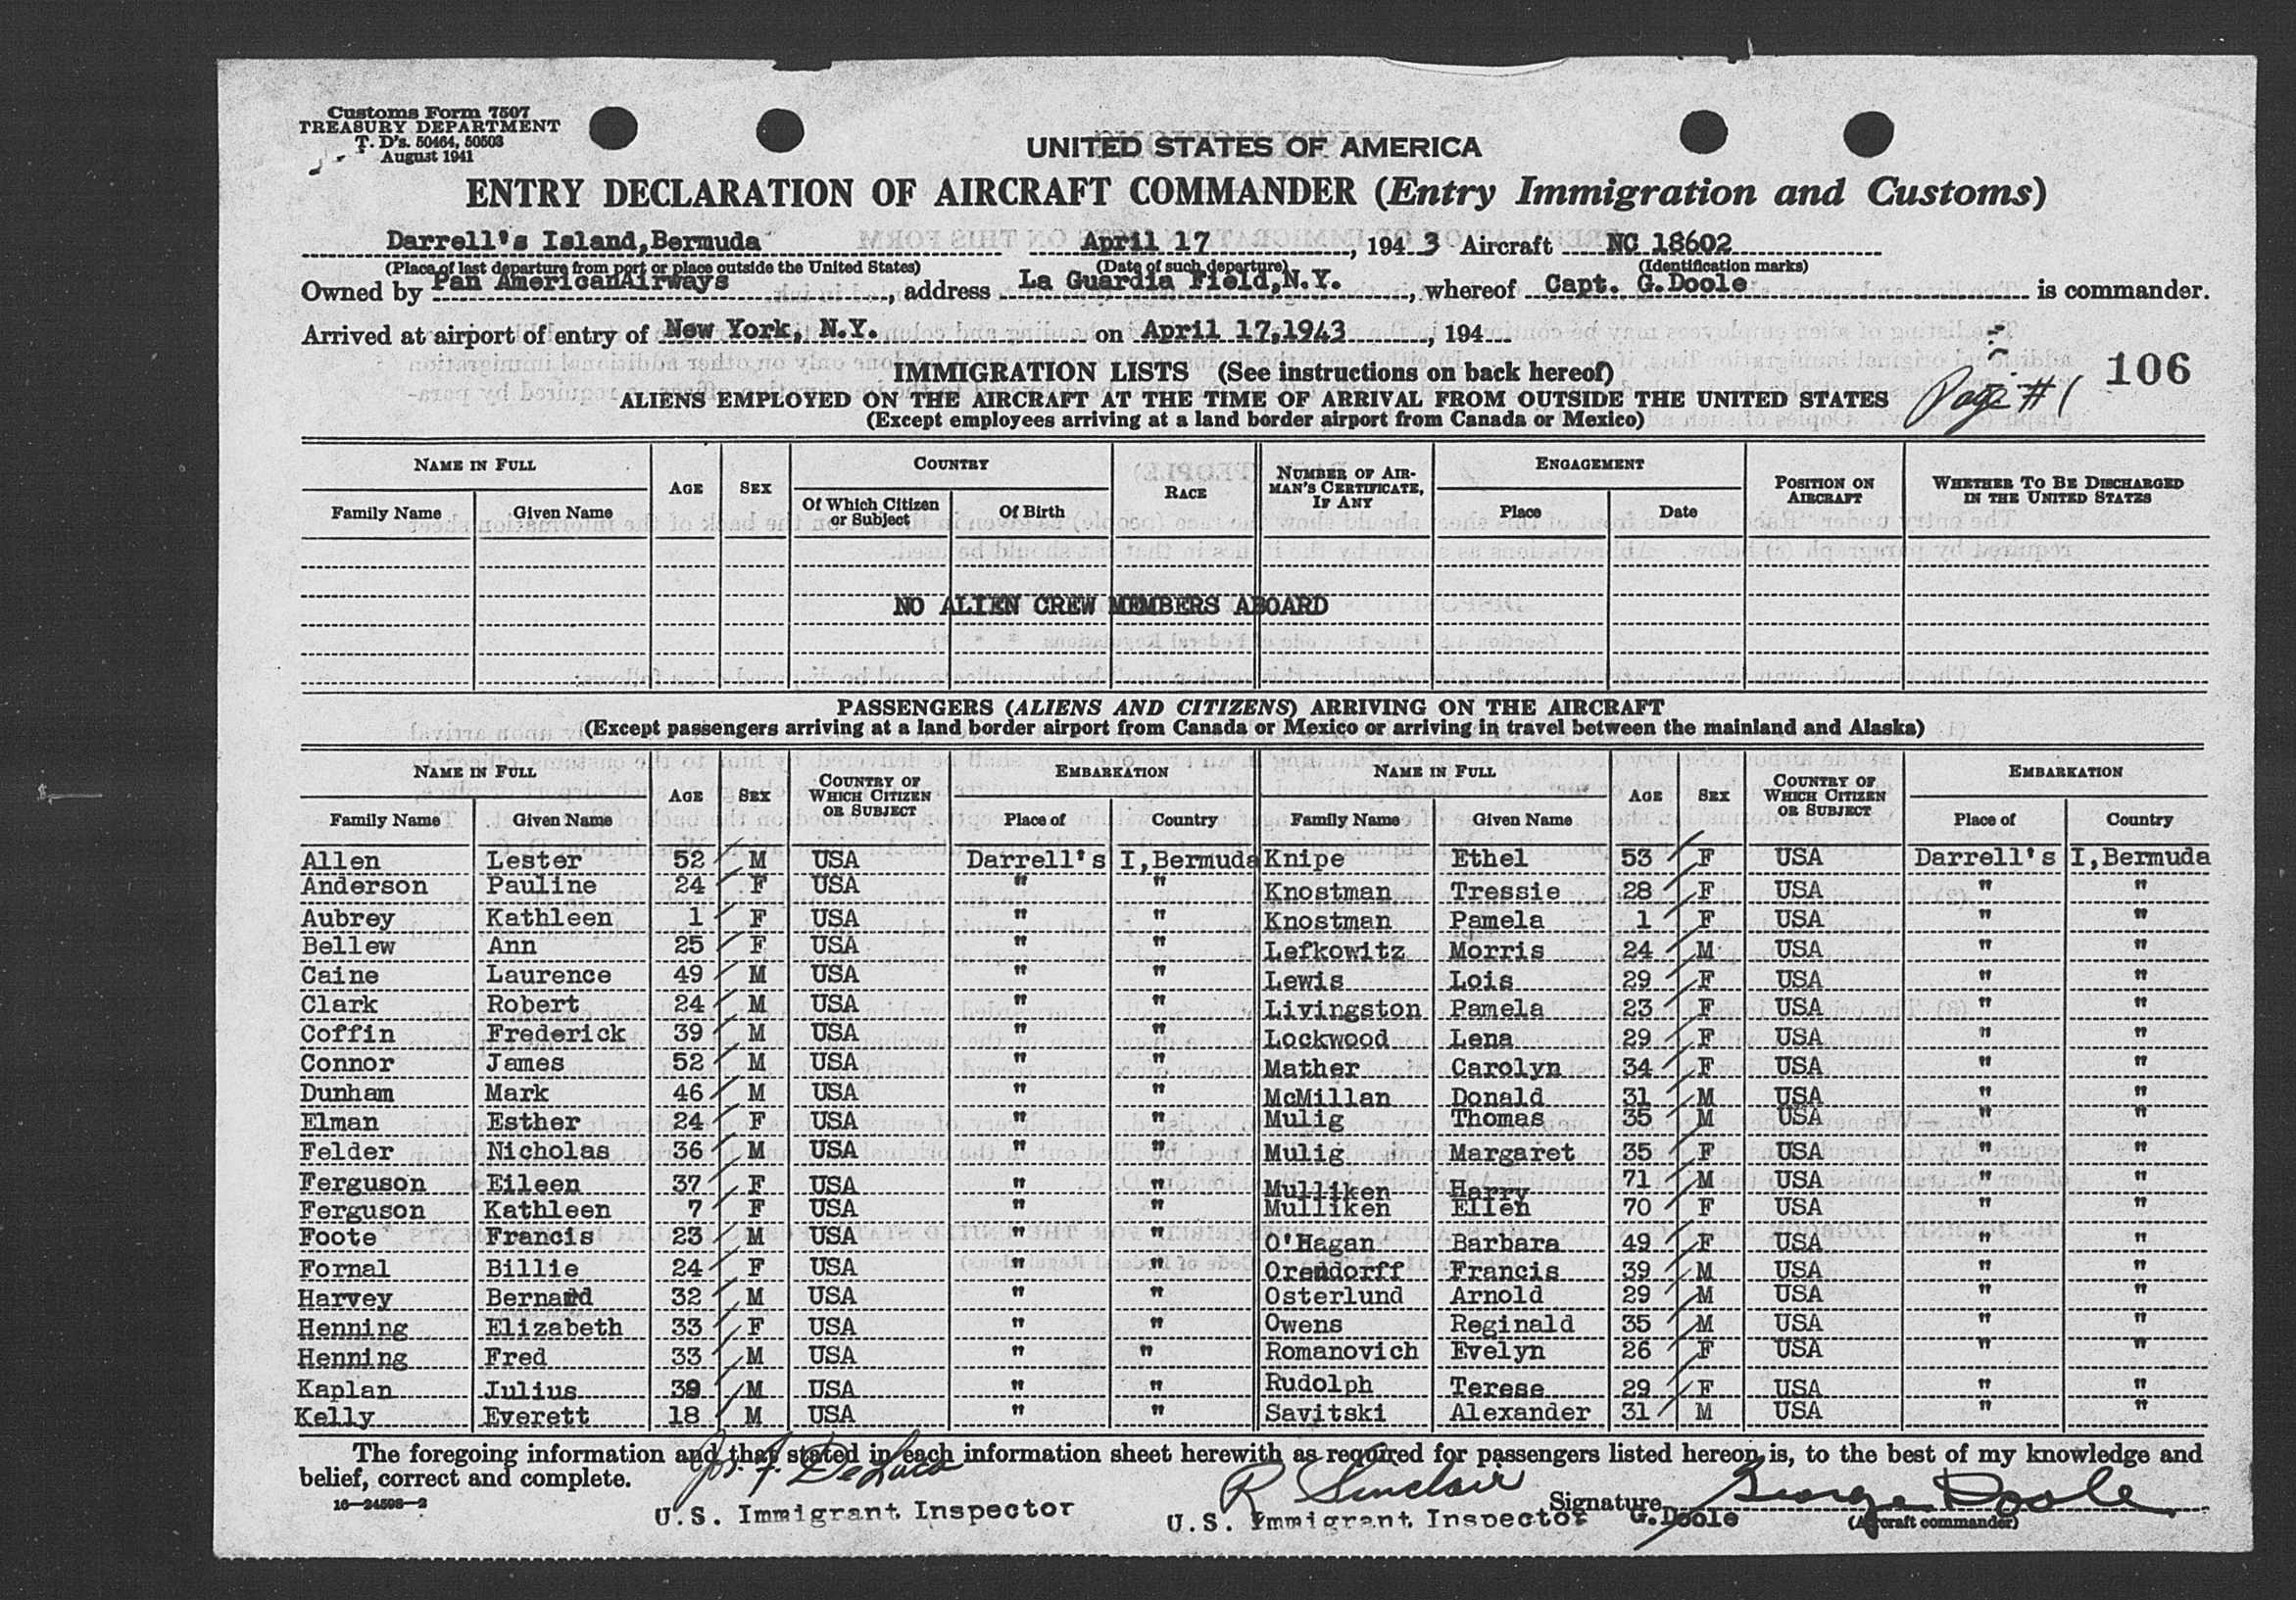 Customs Form 7507
TREASURY DEPARTMENT
T. D's. 50464, 50503
August 1941
UNITED STATES OF AMERICA
ENTRY DECLARATION OF AIRCRAFT COMMANDER (Entry Immigration and Customs)
Darrell's Island,Bermuda April 17, 194 3 Aircraft NC 18602
(Place of last departure from port or place outside the United States) (Date of such departure) (Identification marks)
Owned by Pan AmericanAirways, address La Guardia Field,N.Y., whereof Capt. G.Doole is commander.
Arrived at airport of entry of New York, N.Y. on April 17,1943, 194
IMMIGRATION LISTS (See instructions on back hereof) Page #1 106
ALIENS EMPLOYED ON THE AIRCRAFT AT THE TIME OF ARRIVAL FROM OUTSIDE THE UNITED STATES
(Except employees arriving at a land border airport from Canada or Mexico)
NAME IN FULL AGE SEX COUNTRY RACE NUMBER OF AIRMAN'S CERTIFICATE, IF ANY ENGAGEMENT POSITION ON AIRCRAFT WHETHER TO BE DISCHARGED IN THE UNITED STATES
Family Name Given Name Of Which Citizen or Subject Of Birth Place Date
NO ALIEN CREW MEMBERS ABOARD
PASSENGERS (ALIENS AND CITIZENS) ARRIVING ON THE AIRCRAFT
(Except passengers arriving at a land border airport from Canada or Mexico or arriving in travel between the mainland and Alaska)
NAME IN FULL AGE SEX COUNTRY OF WHICH CITIZEN OR SUBJECT EMBARKATION NAME IN FULL AGE SEX COUNTRY OF WHICH CITIZEN OR SUBJECT EMBARKATION
Family Name Given Name Place of Country Family Name Given Name Place of Country
Allen Lester 52 M USA Darrell's I,Bermuda Knipe Ethel 53 F USA Darrell's I,Bermuda
Anderson Pauline 24 F USA " " Knostman Tressie 28 F USA " "
Aubrey Kathleen 1 F USA " " Knostman Pamela 1 F USA " "
Bellew Ann 25 F USA " " Lefkowitz Morris 24 M USA " "
Caine Laurence 49 M USA " " Lewis Lois 29 F USA " "
Clark Robert 24 M USA " " Livingston Pamela 23 F USA " "
Coffin Frederick 39 M USA " " Lockwood Lena 29 F USA " "
Connor James 52 M USA " " Mather Carolyn 34 F USA " "
Dunham Mark 46 M USA " " McMillan Donald 31 M USA " "
Elman Esther 24 F USA " " Mulig Thomas 35 M USA " "
Felder Nicholas 36 M USA " " Mulig Margaret 35 F USA " "
Ferguson Eileen 37 F USA " " Mulliken Harry 71 M USA " "
Ferguson Kathleen 7 F USA " " Mulliken Ellen 70 F USA " "
Foote Francis 23 M USA " " O'Hagan Barbara 49 F USA " "
Fornal Billie 24 F USA " " Orendorff Francis 39 M USA " "
Harvey Bernard 32 M USA " " Osterlund Arnold 29 M USA " "
Henning Elizabeth 33 F USA " " Owens Reginald 35 M USA " "
Henning Fred 33 M USA " " Romanovich Evelyn 26 F USA " "
Kaplan Julius 39 M USA " " Rudolph Terese 29 F USA " "
Kelly Everett 18 M USA " " Savitski Alexander 31 M USA " "
The foregoing information and that stated in each information sheet herewith as required for passengers listed hereon is, to the best of my knowledge and
belief, correct and complete.
16—24598-2
Jos. F. U.S. Immigrant Inspector
R Sinclair U.S. Immigrant Inspector
Signature George Doole
G.Doole (Aircraft commander)